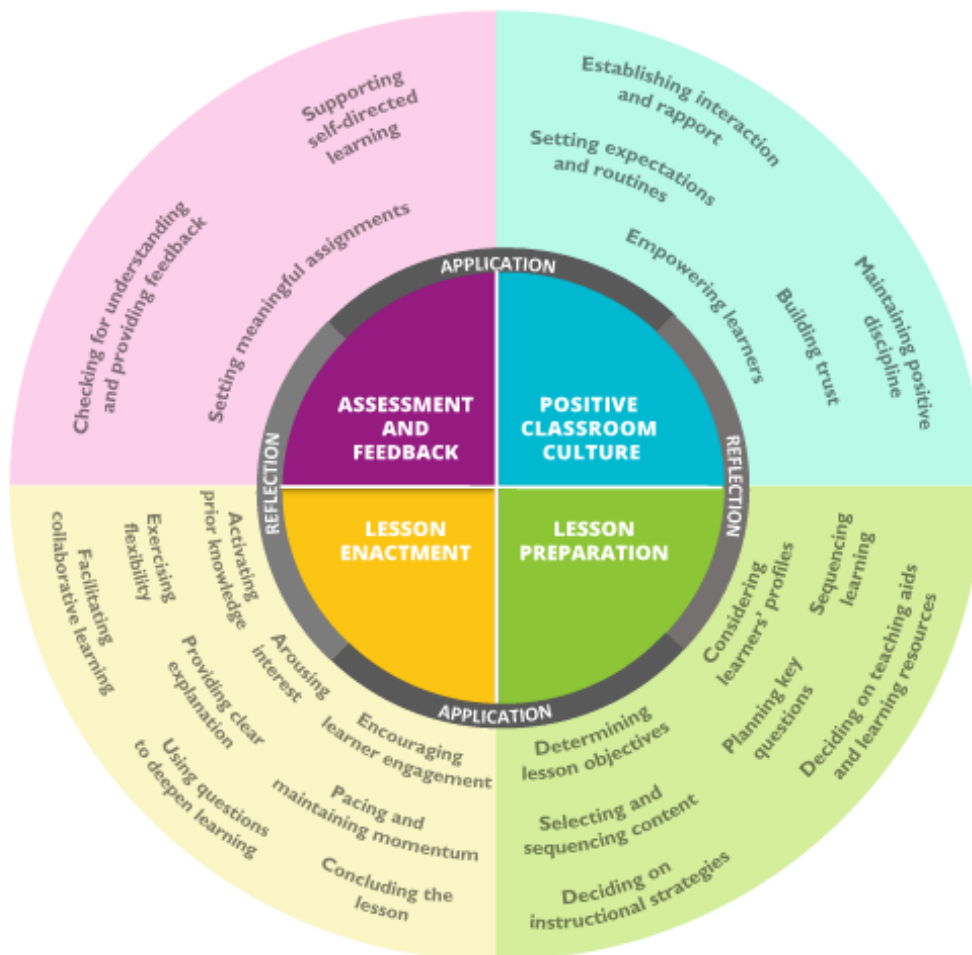 Supporting
self-directed
learning
Checking for understanding
and providing feedback
Setting meaningful assignments
Establishing interaction
and rapport
Setting expectations
and routines
Empowering learners
Building trust
Maintaining positive
discipline
APPLICATION
REFLECTION
REFLECTION
APPLICATION
ASSESSMENT
AND
FEEDBACK
POSITIVE
CLASSROOM
CULTURE
LESSON
ENACTMENT
LESSON
PREPARATION
Activating
prior knowledge
Exercising
flexibility
Facilitating
collaborative learning
Arousing
interest
Providing clear
explanation
Using questions
to deepen learning
Encouraging
learner engagement
Pacing and
maintaining momentum
Concluding the
lesson
Considering
learners' profiles
Sequencing
learning
Planning key
questions
Deciding on teaching aids
and learning resources
Determining
lesson objectives
Selecting and
sequencing content
Deciding on
instructional strategies